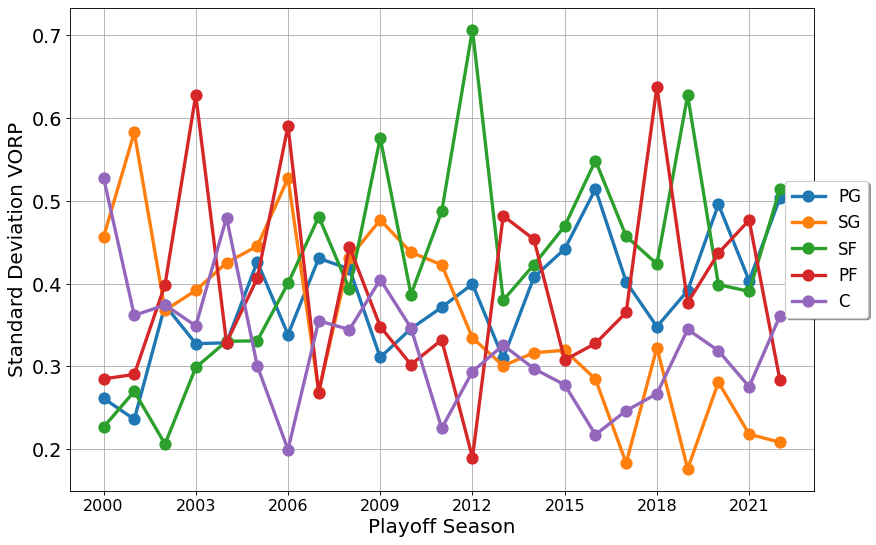 0.7
0.6
0.5
0.4
0.3
0.2
Standard Deviation VORP
2000 2003 2006 2009 2012 2015 2018 2021
Playoff Season
PG
SG
SF
PF
C